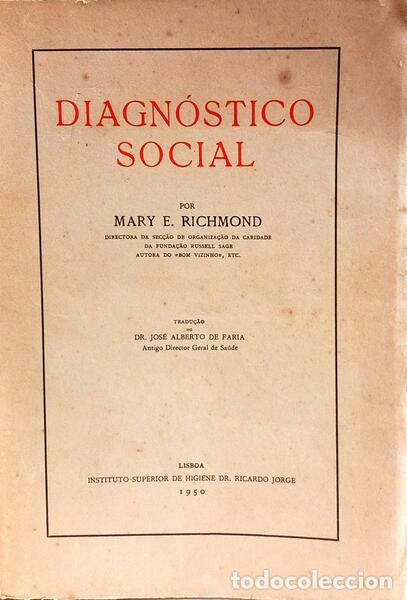 DIAGNÓSTICO
SOCIAL
POR
MARY E. RICHMOND
DIRECTORA DA SECÇÃO DE ORGANIZAÇÃO DA CARIDADE
DA FUNDAÇÃO RUSSELL SAGE
AUTORA DO «BOM VIZINHO», ETC.
TRADUÇÃO
DO
DR. JOSÉ ALBERTO DE FARIA
Antigo Director Geral de Saúde
LISBOA
INSTITUTO SUPERIOR DE HIGIENE DR. RICARDO JORGE
1950
todocoleccion